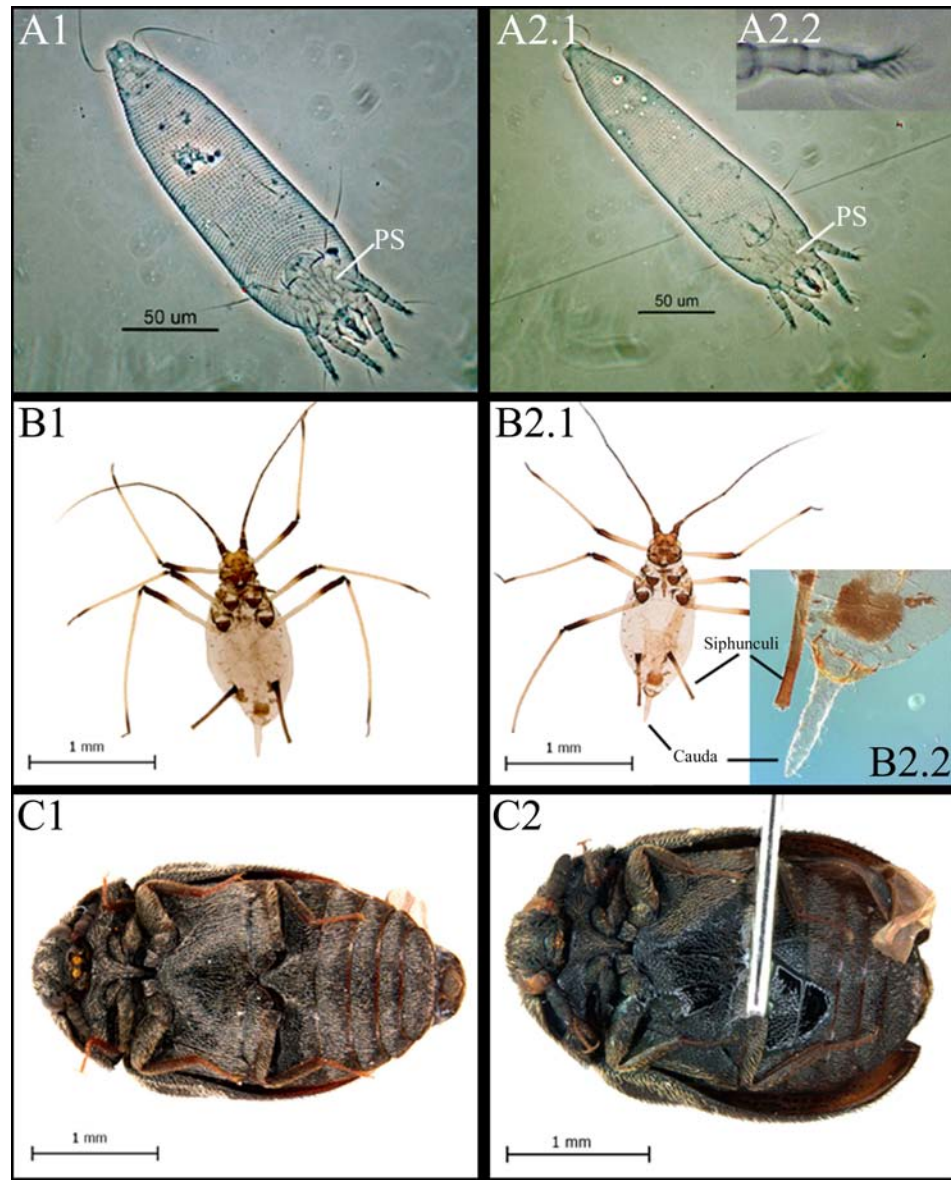 A1
PS
50 um
A2.1
A2.2
PS
50 um
B1
1 mm
B2.1
Siphunculi
Cauda
B2.2
1 mm
C1
1 mm
C2
1 mm